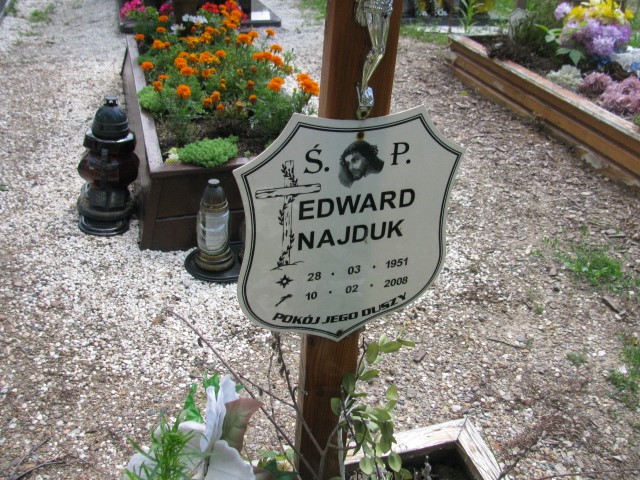 Ś. P.
EDWARD
NAJDUK
28 · 03 · 1951
10 · 02 · 2008
POKÓJ JEGO DUSZY